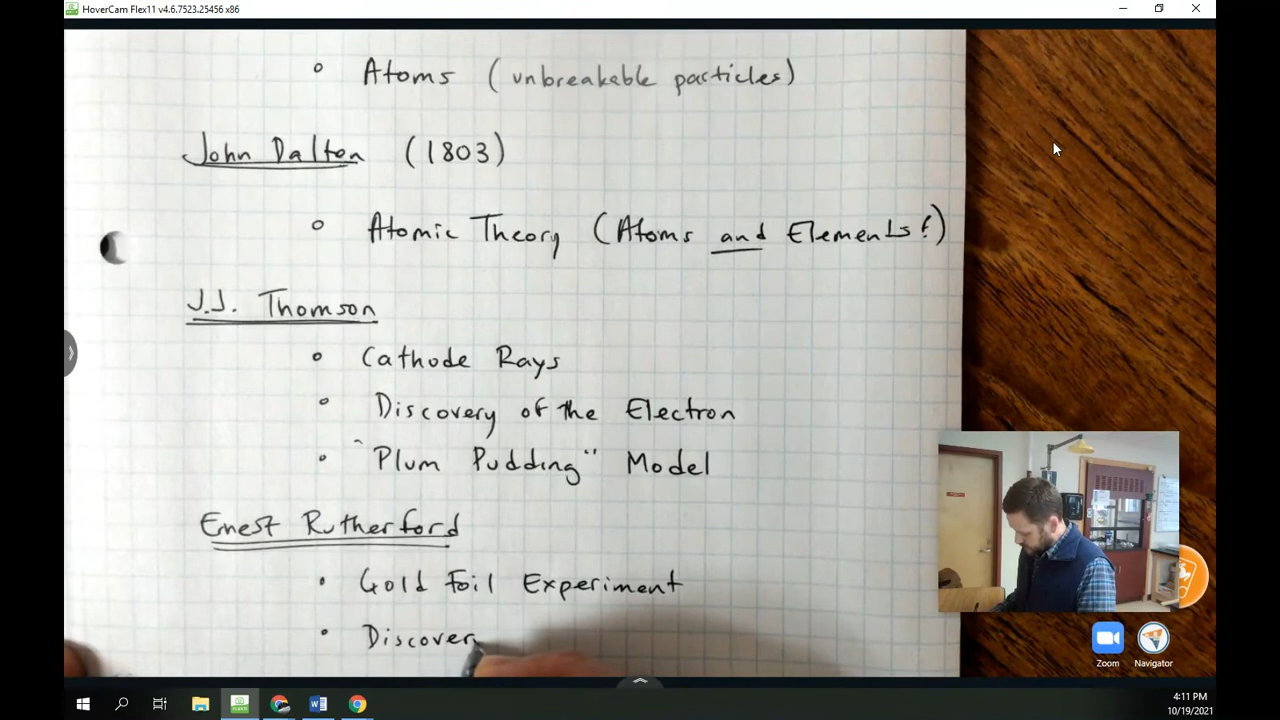 HoverCam Flex11 v4.6.7523.25456 x86
Atoms (unbreakable particles)
John Dalton (1803)
Atomic Theory (Atoms and Elements!)
J.J. Thomson
Cathode Rays
Discovery of the Electron
"Plum Pudding" Model
Ernest Rutherford
Gold Foil Experiment
Discover
Zoom
Navigator
4:11 PM
10/19/2021